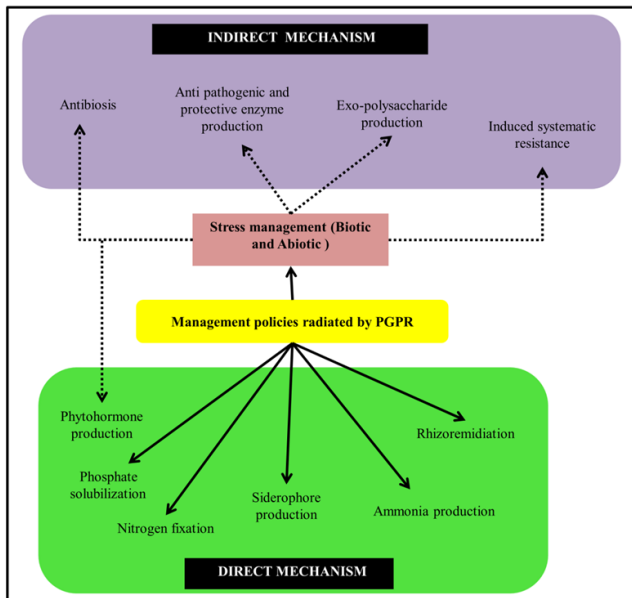 INDIRECT MECHANISM
Antibiosis
Anti pathogenic and
protective enzyme
production
Exo-polysaccharide
production
Induced systematic
resistance
Stress management (Biotic
and Abiotic )
Management policies radiated by PGPR
Phytohormone
production
Rhizoremidiation
Phosphate
solubilization
Siderophore
production
Ammonia production
Nitrogen fixation
DIRECT MECHANISM